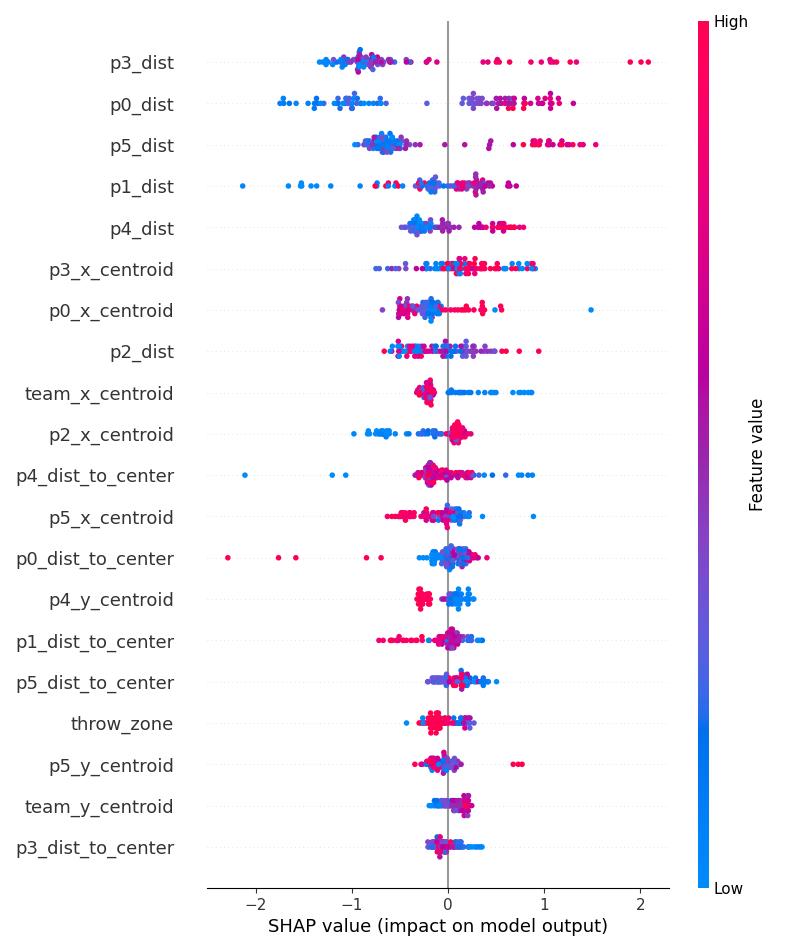 High
p3_dist
p0_dist
p5_dist
p1_dist
p4_dist
p3_x_centroid
p0_x_centroid
p2_dist
team_x_centroid
p2_x_centroid
p4_dist_to_center
p5_x_centroid
p0_dist_to_center
p4_y_centroid
p1_dist_to_center
p5_dist_to_center
throw_zone
p5_y_centroid
team_y_centroid
p3_dist_to_center
Feature value
Low
−2 −1 0 1 2
SHAP value (impact on model output)